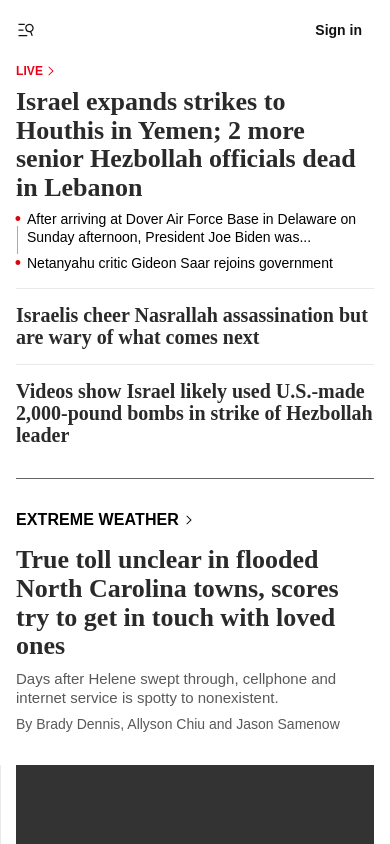 Sign in
LIVE
Israel expands strikes to
Houthis in Yemen; 2 more
senior Hezbollah officials dead
in Lebanon
After arriving at Dover Air Force Base in Delaware on
Sunday afternoon, President Joe Biden was...
Netanyahu critic Gideon Saar rejoins government
Israelis cheer Nasrallah assassination but
are wary of what comes next
Videos show Israel likely used U.S.-made
2,000-pound bombs in strike of Hezbollah
leader
EXTREME WEATHER
True toll unclear in flooded
North Carolina towns, scores
try to get in touch with loved
ones
Days after Helene swept through, cellphone and
internet service is spotty to nonexistent.
By Brady Dennis, Allyson Chiu and Jason Samenow